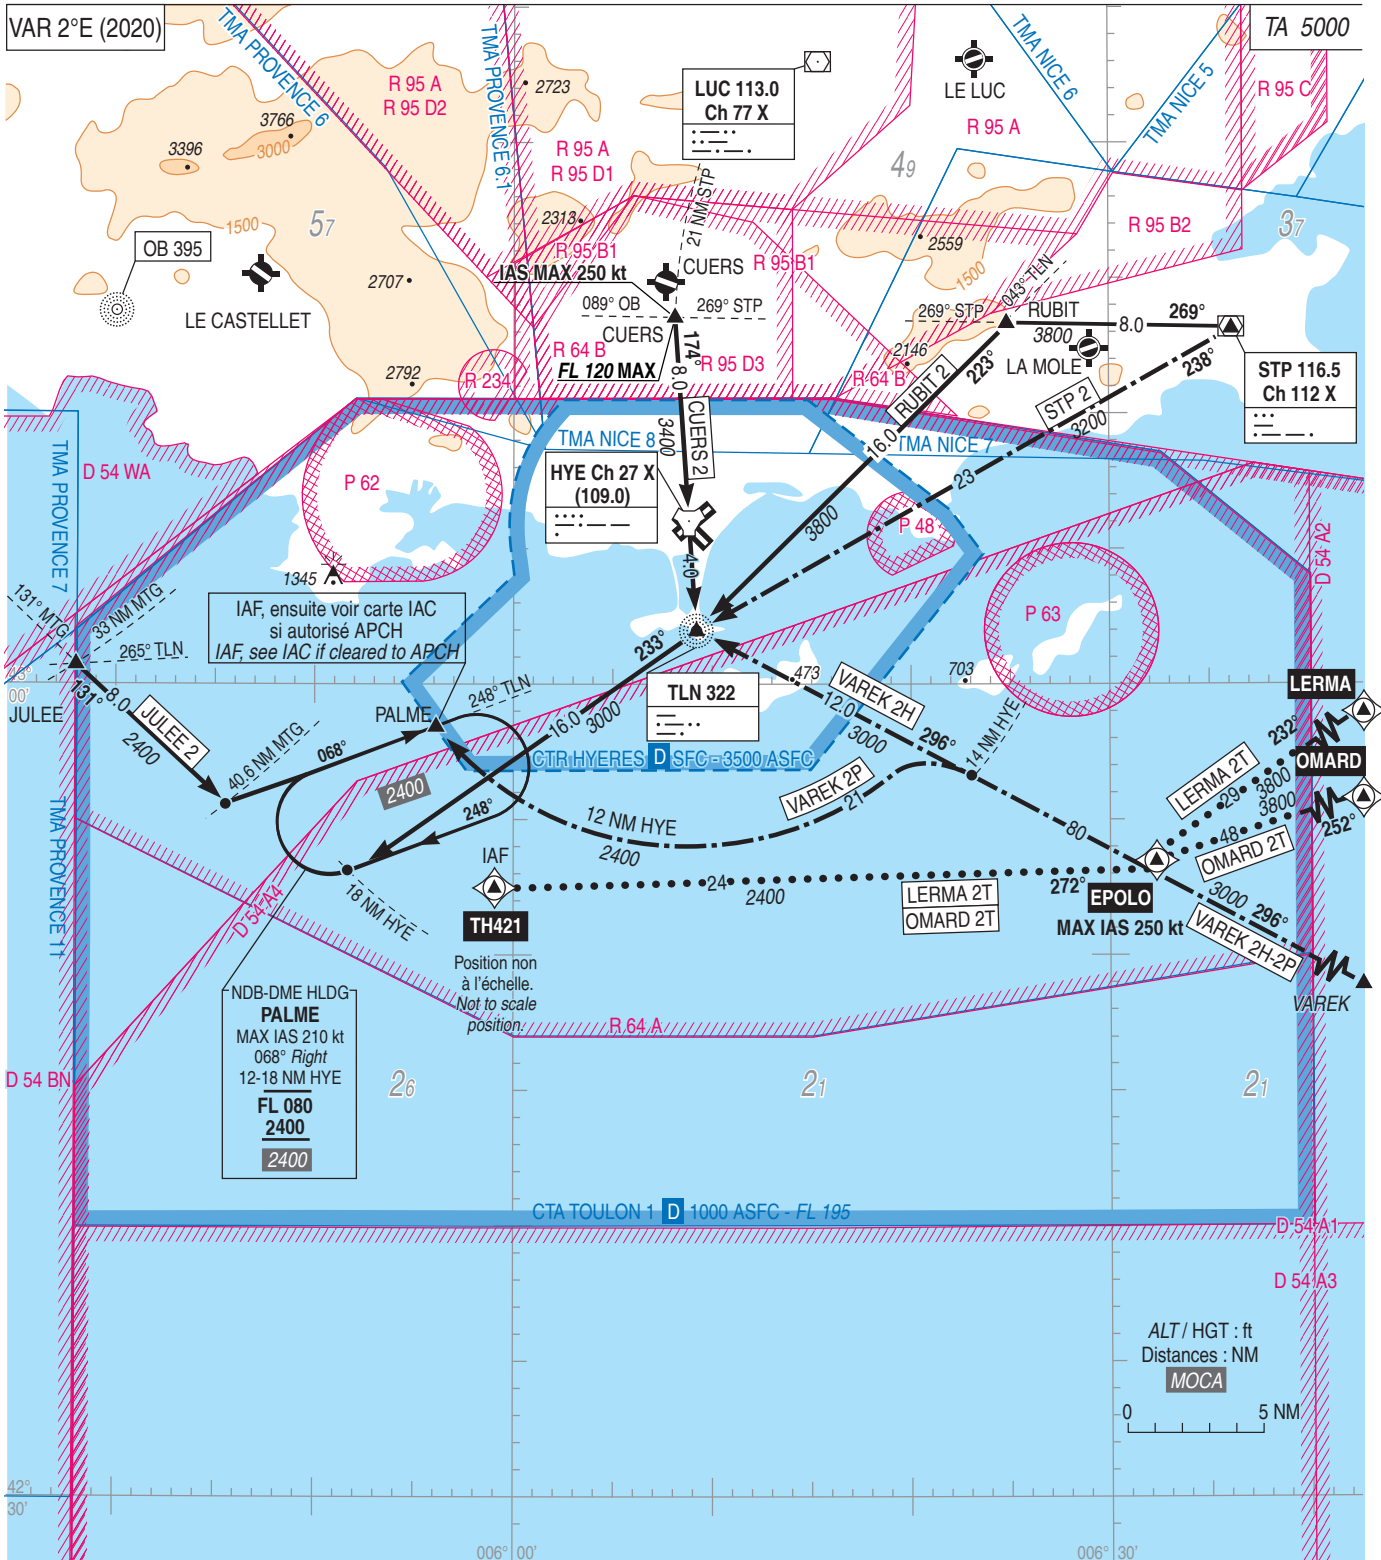 VAR 2°E (2020)
TA 5000
TMA PROVENCE 6
TMA PROVENCE 6.1
TMA NICE 6
TMA NICE 5
R 95 A
R 95 D2
2723
LUC 113.0
Ch 77 X
LE LUC
R 95 C
R 95 A
3766
3000
3396
R 95 A
R 95 D1
49
21 NM STP
1500
57
2313
R 95 B1
R 95 B1
2559
1500
R 95 B2
37
OB 395
IAS MAX 250 kt
CUERS
2707
LE CASTELLET
089° OB
269° STP
CUERS
269° STP
043° TLN
RUBIT
3800
8.0
269°
LA MOLE
R 64 B
FL 120 MAX
174°
8.0
R 95 D3
2146
R 64 B
223°
238°
STP 116.5
Ch 112 X
2792
R 234
RUBIT 2
STP 2
3200
CUERS 2
3400
TMA NICE 8
TMA NICE 7
16.0
TMA PROVENCE 7
D 54 WA
P 62
HYE Ch 27 X
(109.0)
23
3800
P 48
D 54 A2
4.0
1345
131° MTG
33 NM MTG
IAF, ensuite voir carte IAC
si autorisé APCH
IAF, see IAC if cleared to APCH
P 63
265° TLN
233°
43°
00'
JULEE
131°
8.0
JULEE 2
2400
248° TLN
PALME
TLN 322
473
703
VAREK 2H
12.0
3000
296°
14 NM HYE
LERMA
232°
OMARD
16.0
3000
40.6 NM MTG
068°
CTR HYERES D SFC - 3500 ASFC
2400
248°
VAREK 2P
21
12 NM HYE
2400
LERMA 2T
29
3800
3800
48
252°
OMARD 2T
80
TMA PROVENCE 11
IAF
18 NM HYE
24
2400
LERMA 2T
OMARD 2T
272°
EPOLO
MAX IAS 250 kt
3000
296°
VAREK 2H-2P
VAREK
D 54 A4
TH421
Position non
à l'échelle.
Not to scale
position.
NDB-DME HLDG
PALME
MAX IAS 210 kt
068° Right
12-18 NM HYE
FL 080
2400
2400
R 64 A
D 54 BN
26
21
21
CTA TOULON 1 D 1000 ASFC - FL 195
D 54 A1
D 54 A3
ALT / HGT : ft
Distances : NM
MOCA
0
5 NM
42°
30'
006° 00'
006° 30'